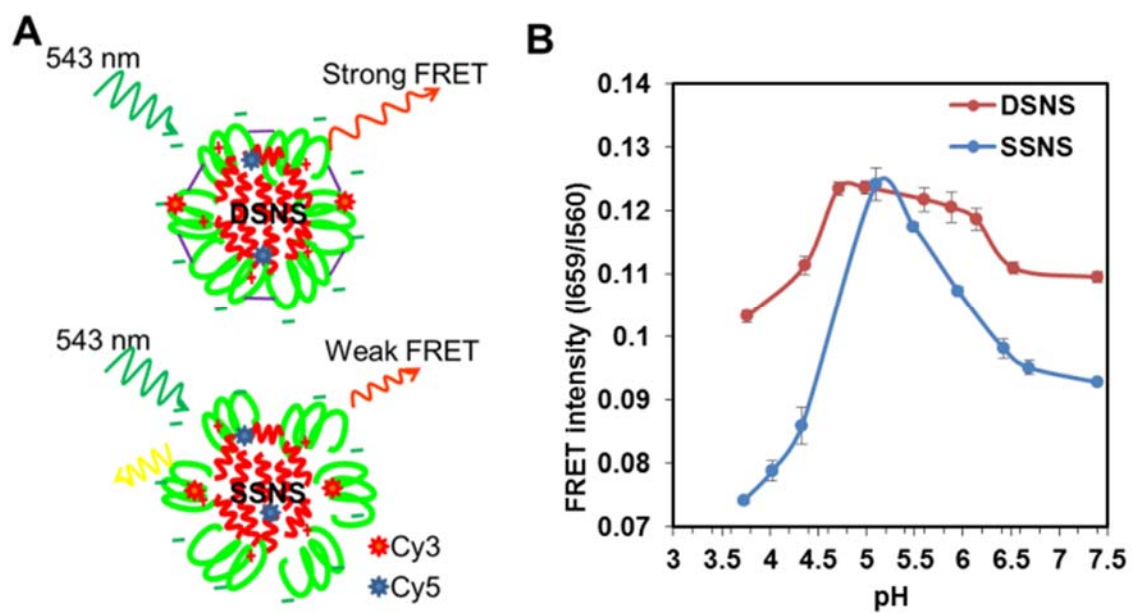 A
543 nm
Strong FRET
DSNS
543 nm
Weak FRET
SSNS
Cy3
Cy5
B
FRET intensity (I659/I560)
0.14
0.13
0.12
0.11
0.1
0.09
0.08
0.07
DSNS
SSNS
3 3.5 4 4.5 5 5.5 6 6.5 7 7.5
pH